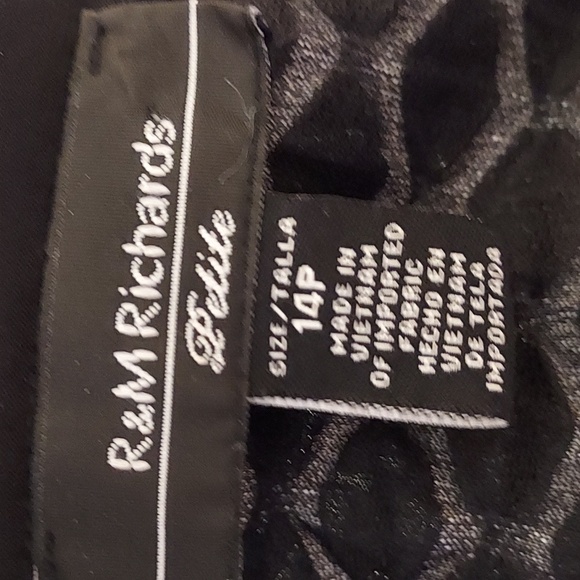 R&M Richards
Petite
SIZE/TALLA
14P
MADE IN
VIETNAM
OF IMPORTED
FABRIC
HECHO EN
VIETNAM
DE TELA
IMPORTADA